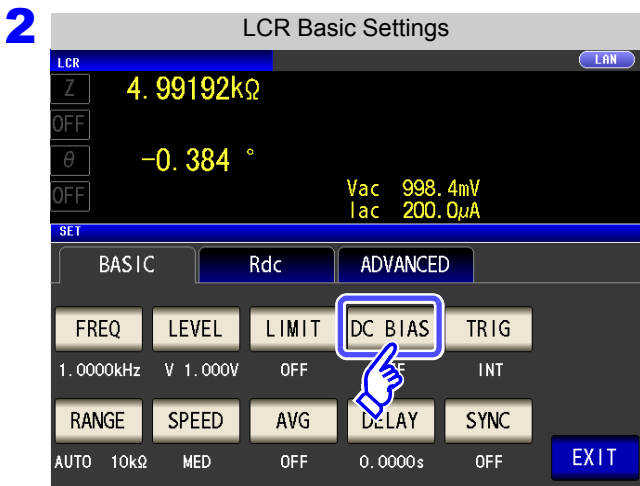 2
LCR Basic Settings
LCR
LAN
Z 4.99192kΩ
OFF
θ -0.384 °
OFF
Vac 998.4mV
Iac 200.0µA
SET
BASIC Rdc ADVANCED
FREQ LEVEL LIMIT DC BIAS TRIG
1.0000kHz V 1.000V OFF INT
RANGE SPEED AVG DELAY SYNC
AUTO 10kΩ MED OFF 0.0000s OFF
EXIT